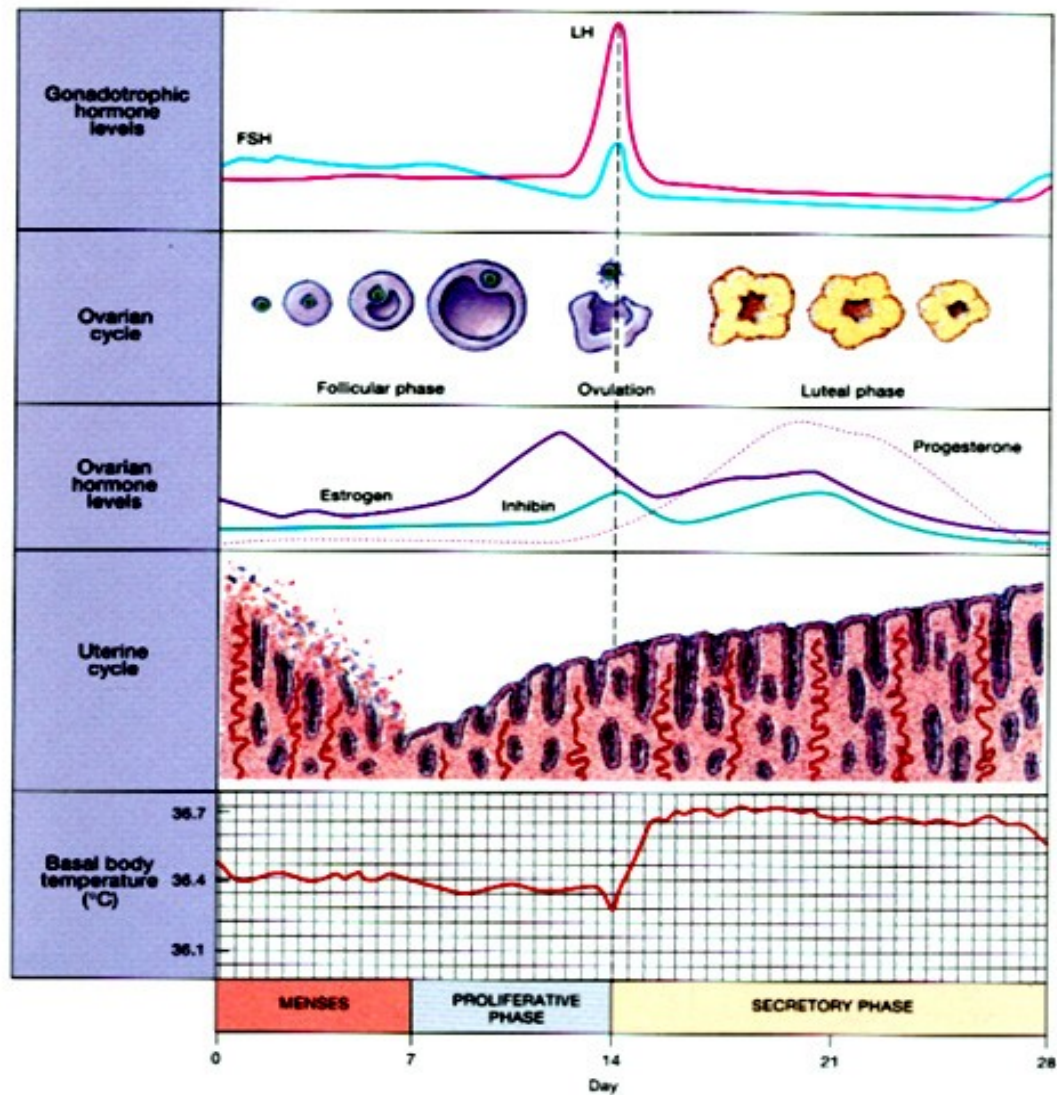 Gonadotrophic
hormone
levels
LH
FSH
Ovarian
cycle
Follicular phase
Ovulation
Luteal phase
Ovarian
hormone
levels
Estrogen
Inhibin
Progesterone
Uterine
cycle
Basal body
temperature
(°C)
36.7
36.4
36.1
MENSES
PROLIFERATIVE
PHASE
SECRETORY PHASE
0
7
14
21
28
Day